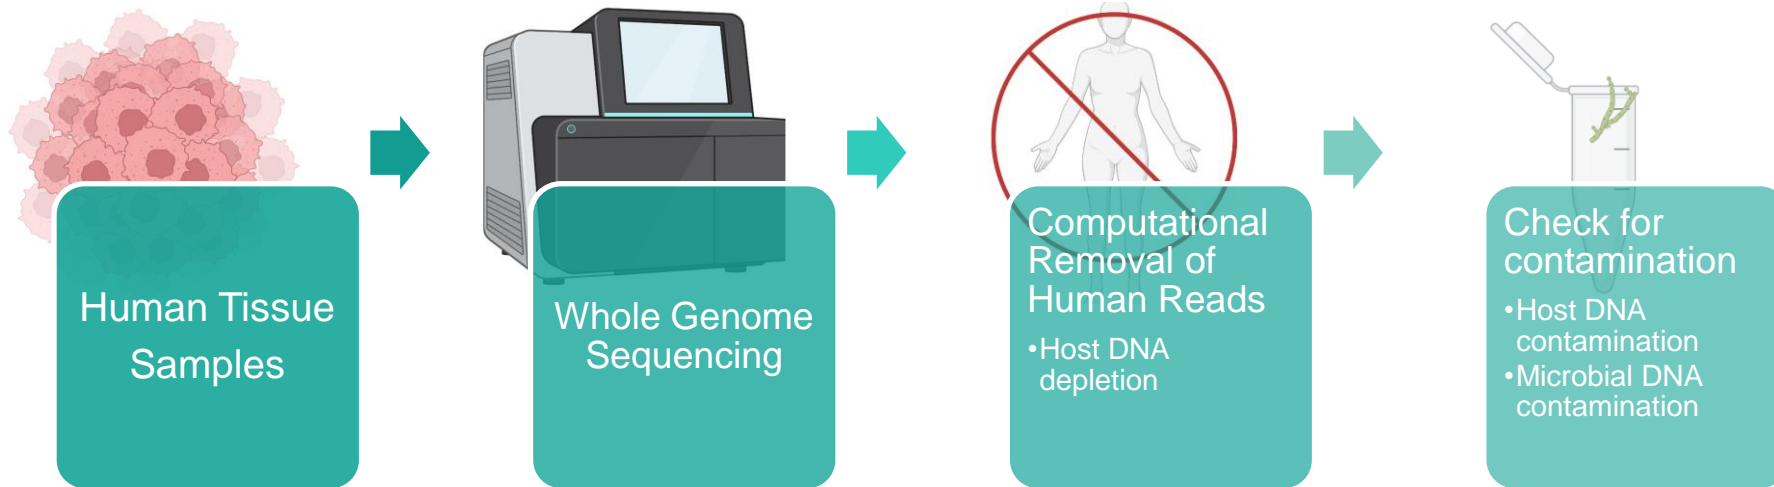 Human Tissue
Samples
Whole Genome
Sequencing
Computational
Removal of
Human Reads
•Host DNA
depletion
Check for
contamination
•Host DNA
contamination
•Microbial DNA
contamination